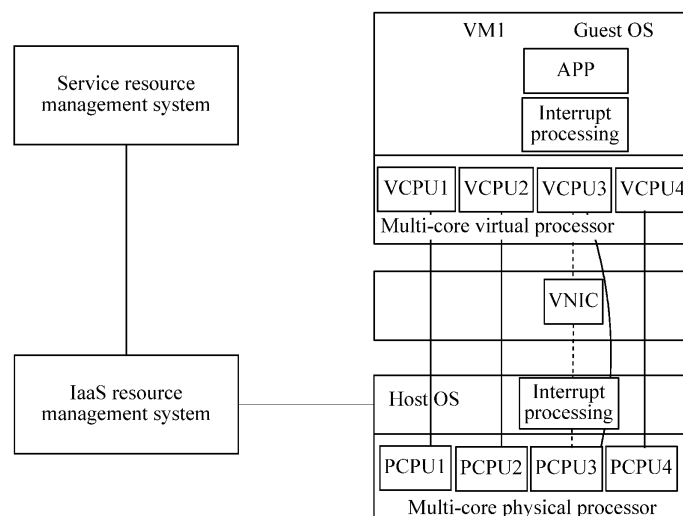 Service resource
management system
IaaS resource
management system
VM1 Guest OS
APP
Interrupt
processing
VCPU1 VCPU2 VCPU3 VCPU4
Multi-core virtual processor
VNIC
Host OS
Interrupt
processing
PCPU1 PCPU2 PCPU3 PCPU4
Multi-core physical processor